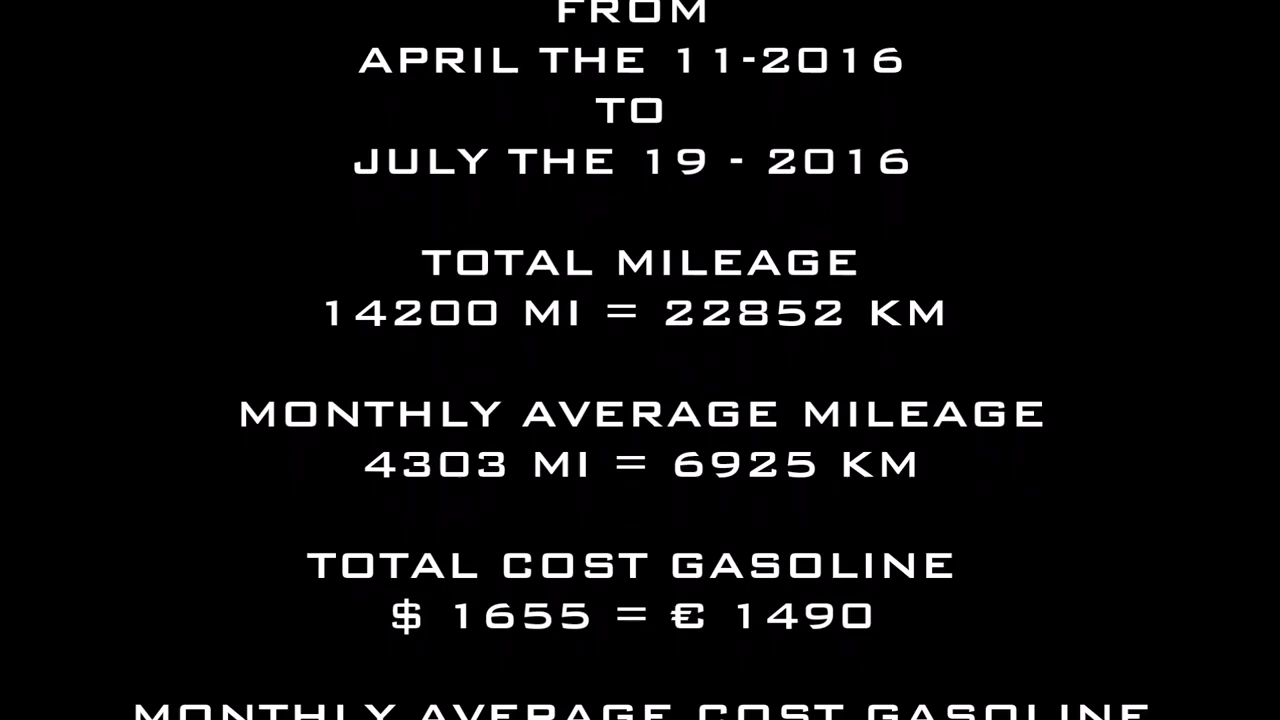 FROM
APRIL THE 11-2016
TO
JULY THE 19 - 2016
TOTAL MILEAGE
14200 MI = 22852 KM
MONTHLY AVERAGE MILEAGE
4303 MI = 6925 KM
TOTAL COST GASOLINE
$ 1655 = € 1490
MONTHLY AVERAGE COST GASOLINE